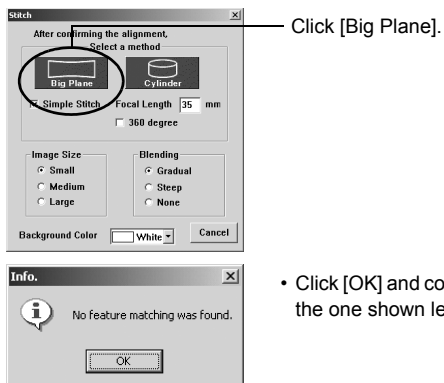 Stitch
After confirming the alignment,
Select a method
Big Plane Cylinder
Simple Stitch Focal Length 35 mm
360 degree
Image Size Blending
Small Gradual
Medium Steep
Large None
Background Color White Cancel
Click [Big Plane].
Info.
No feature matching was found.
OK
• Click [OK] and co
the one shown le